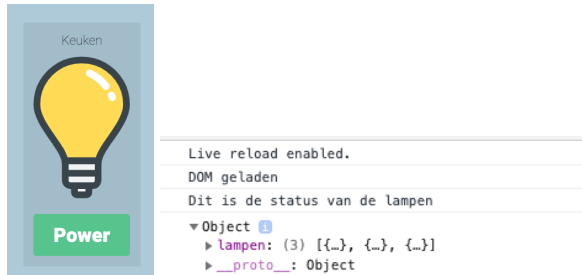 Keuken
Power
Live reload enabled.
DOM geladen
Dit is de status van de lampen
▼Object i
▶lampen: (3) [{…}, {…}, {…}]
▶__proto__: Object